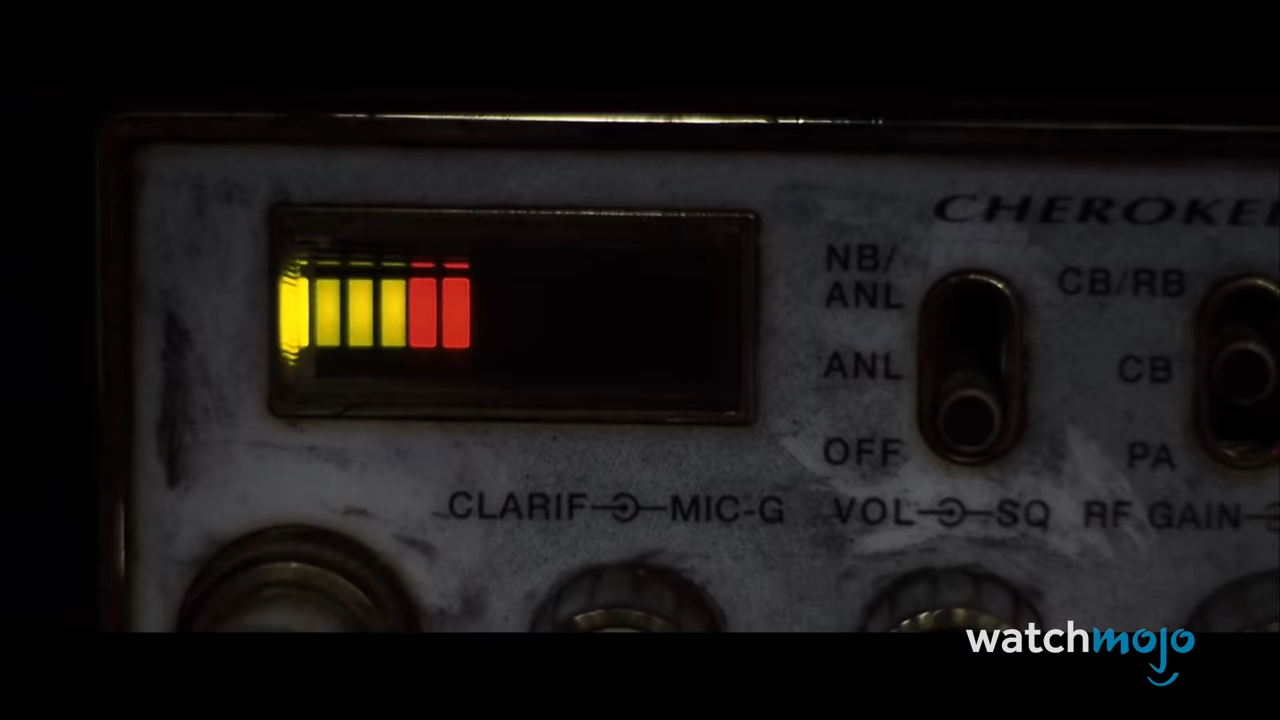 CHEROKEE
NB/
ANL
ANL
OFF
CB/RB
CB
PA
CLARIF MIC-G
VOL SQ
RF GAIN
watchmojo